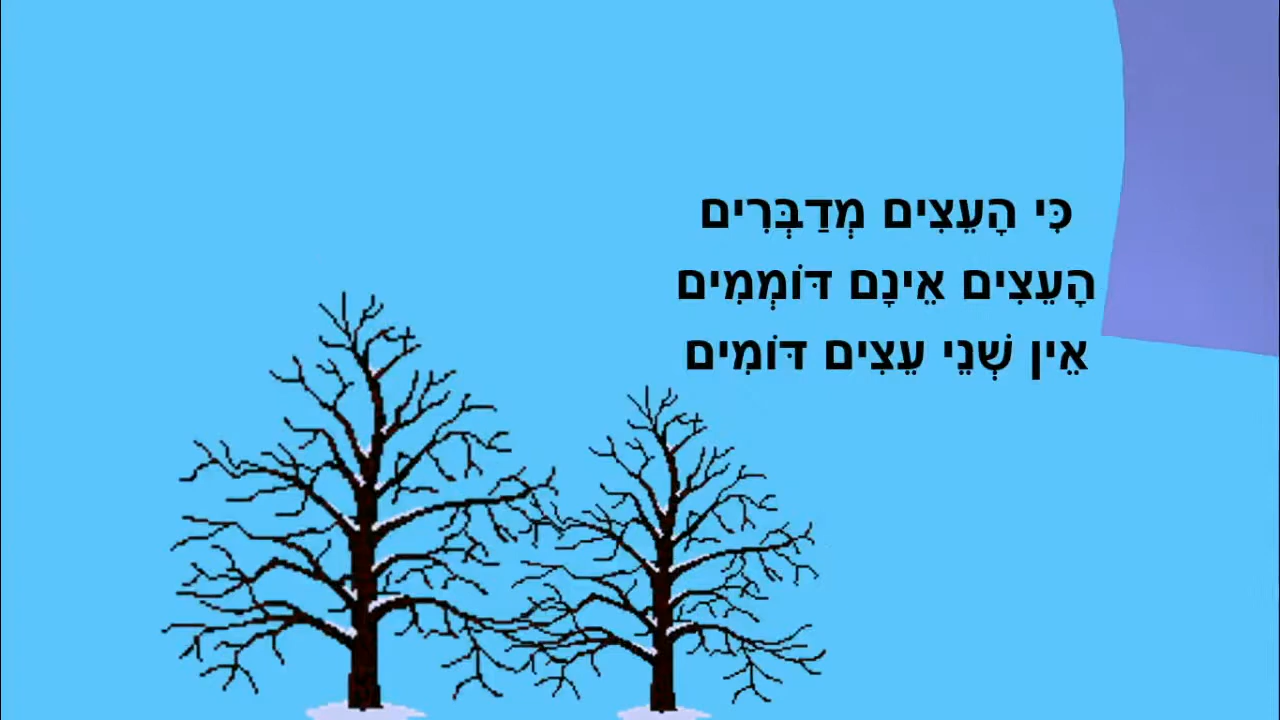 כִּי הָעֵצִים מְדַבְּרִים
הָעֵצִים אֵינָם דּוֹמְמִים
אֵין שְׁנֵי עֵצִים דּוֹמִים